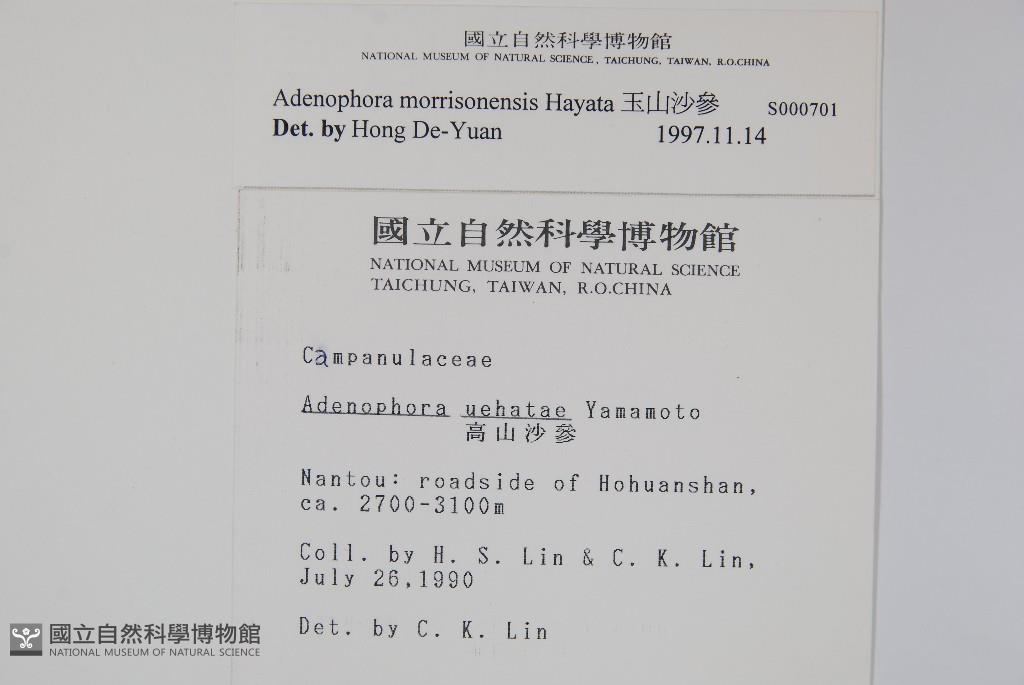 國立自然科學博物館
NATIONAL MUSEUM OF NATURAL SCIENCE, TAICHUNG, TAIWAN, R.O.CHINA
Adenophora morrisonensis Hayata 玉山沙參 S000701
Det. by Hong De-Yuan 1997.11.14
國立自然科學博物館
NATIONAL MUSEUM OF NATURAL SCIENCE
TAICHUNG, TAIWAN, R.O.CHINA
Campanulaceae
Adenophora uehatae Yamamoto
高山沙參
Nantou: roadside of Hohuanshan,
ca. 2700-3100m
Coll. by H. S. Lin & C. K. Lin,
July 26,1990
Det. by C. K. Lin
國立自然科學博物館
NATIONAL MUSEUM OF NATURAL SCIENCE